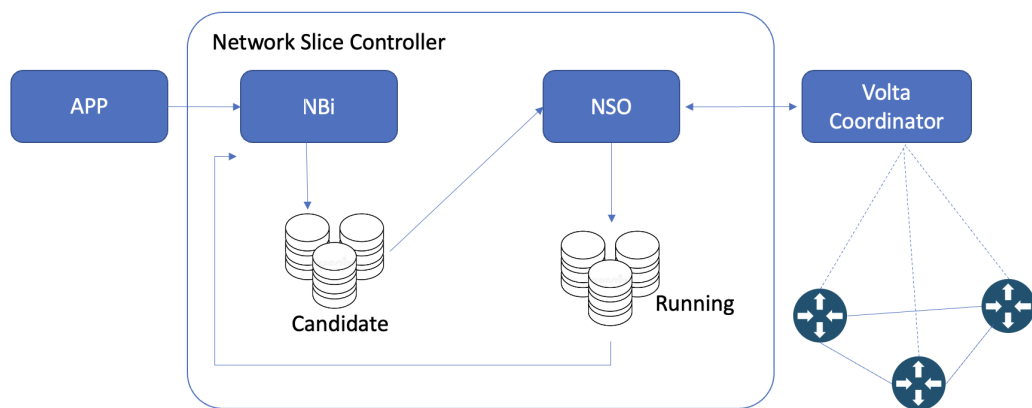 Network Slice Controller
APP
NBi
NSO
Volta
Coordinator
Candidate
Running